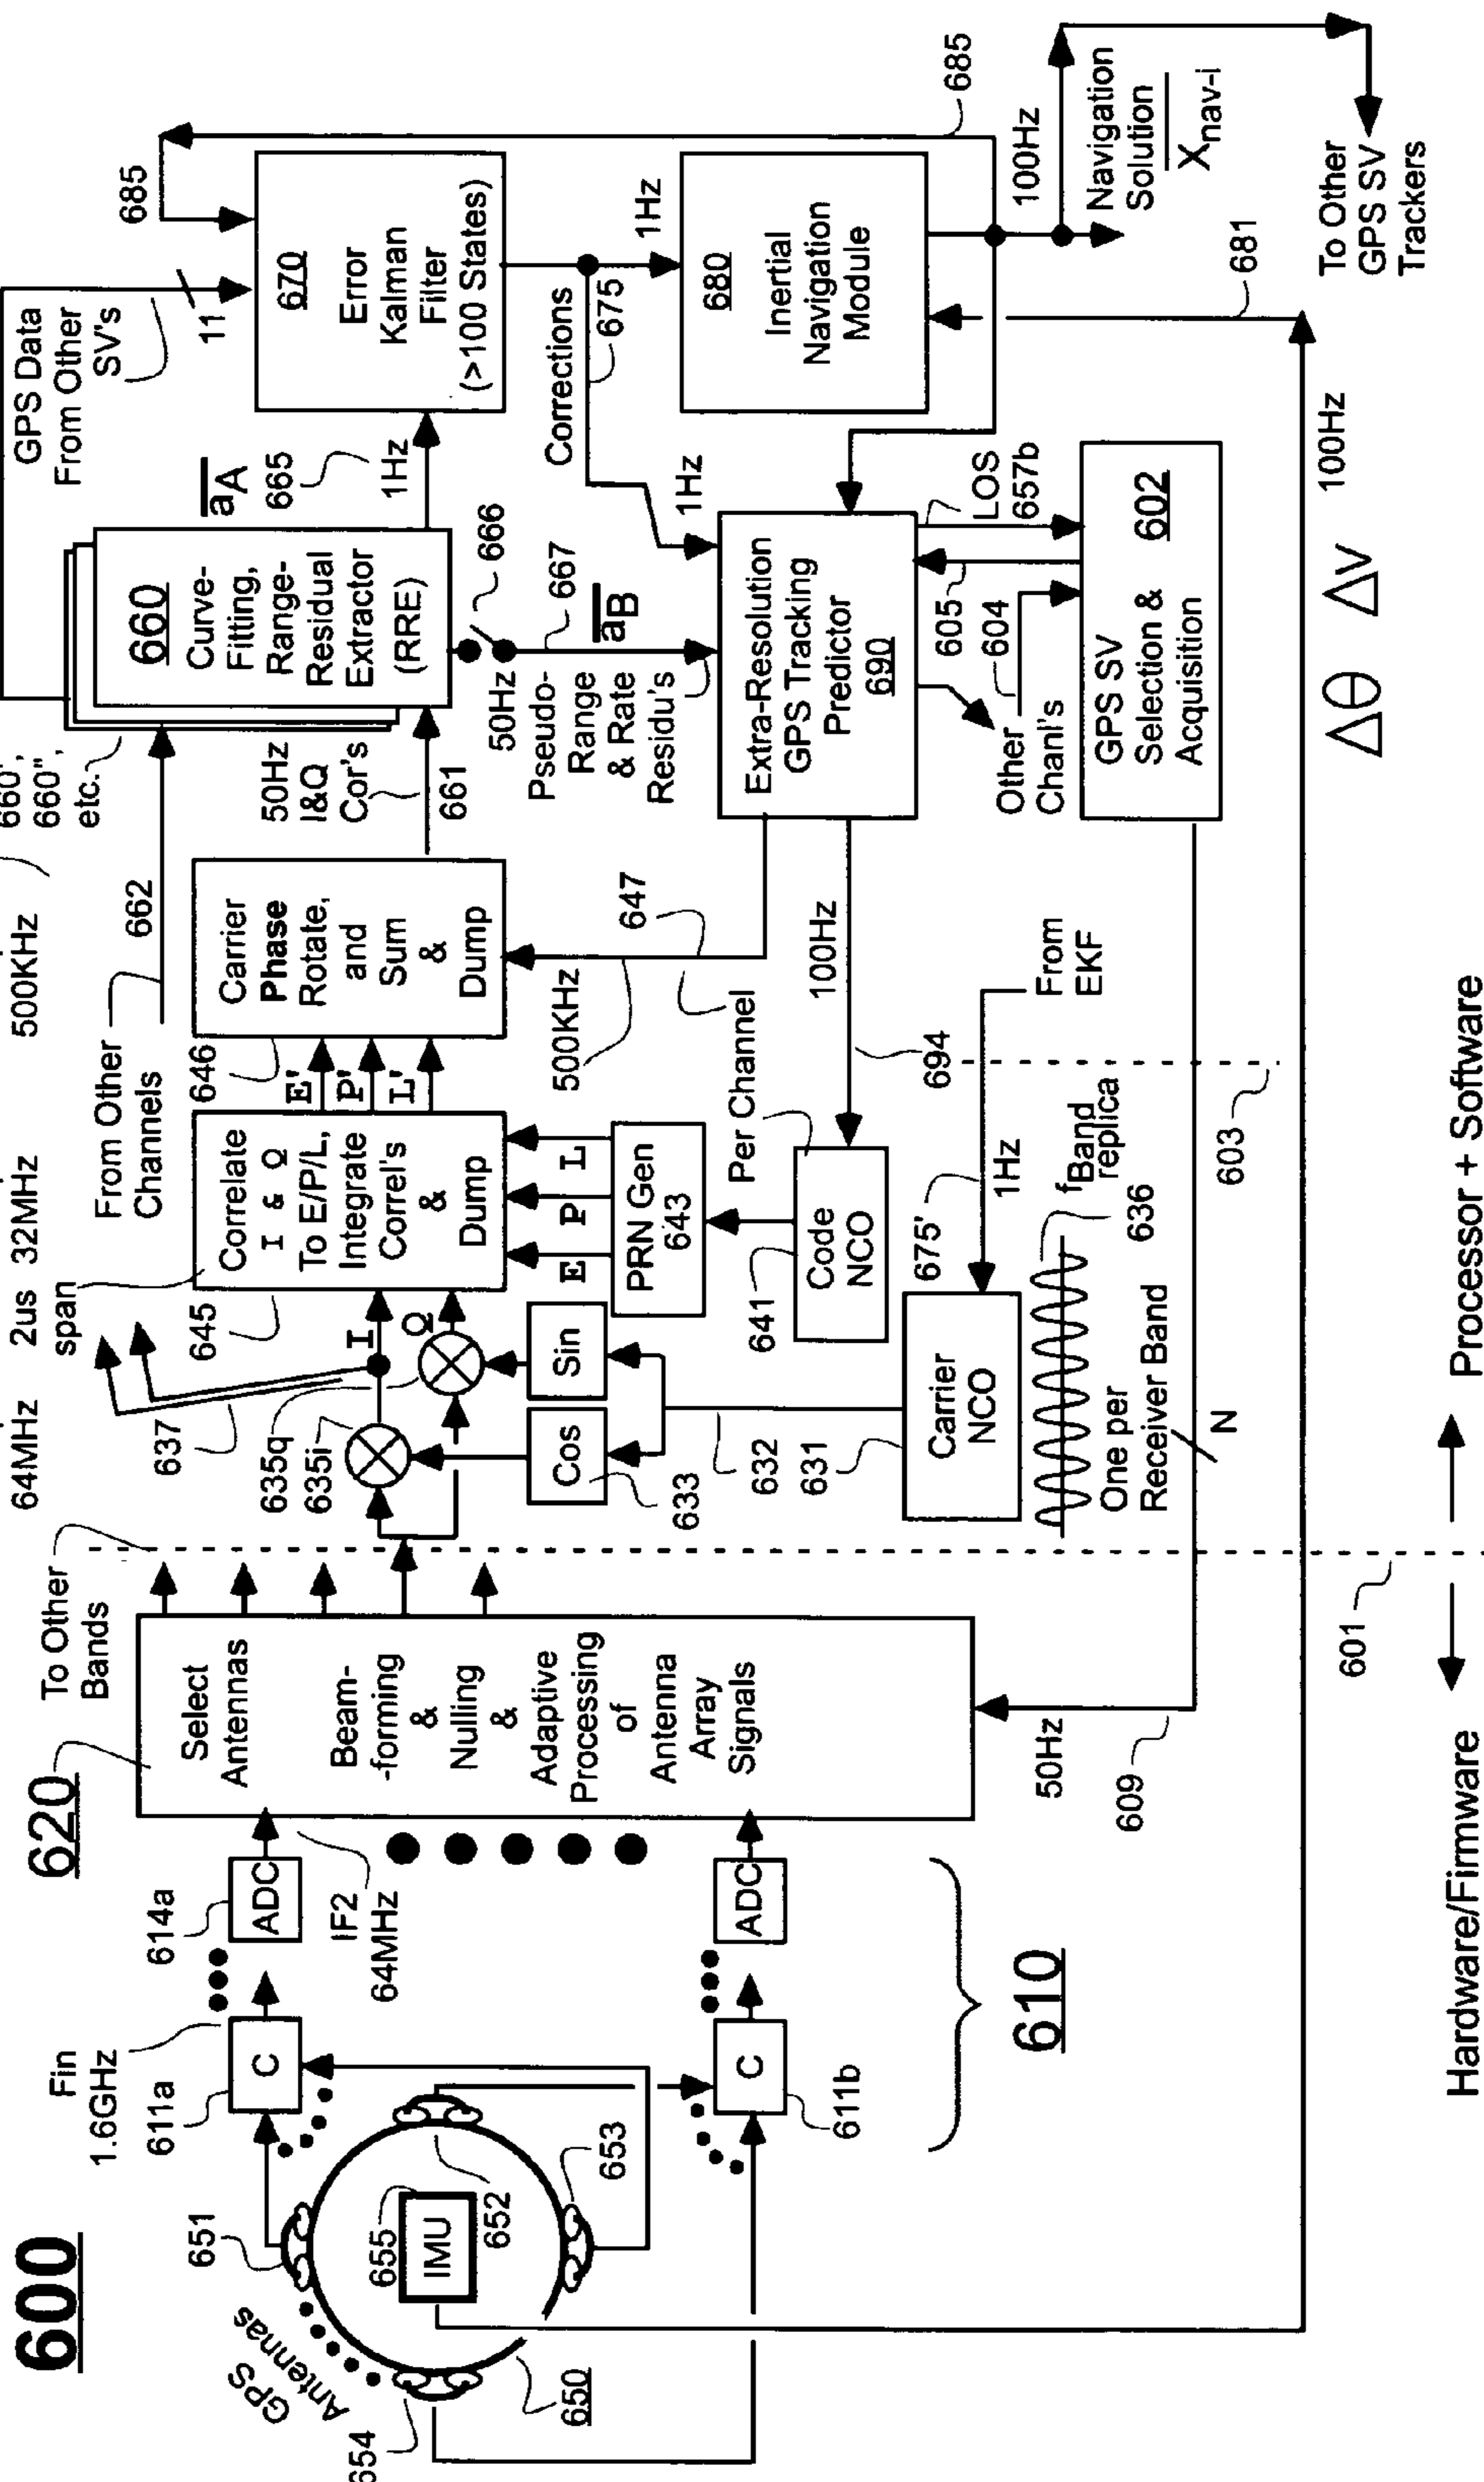 600
GPS
Antennas
651
652
653
654
655
IMU
650
Fin
1.6GHz
611a
C
611b
C
614a
ADC
ADC
IF2
64MHz
610
620
To Other
Bands
Select
Antennas
Beam-
-forming
&
Nulling
&
Adaptive
Processing
of
Antenna
Array
Signals
50Hz
609
64MHz
2us
span
32MHz
500KHz
637
635q
635i
I
Q
Cos
Sin
633
632
631
Carrier
NCO
One per
Receiver Band
636
fBand
replica
N
645
Correlate
I & Q
To E/P/L,
Integrate
Correl's
&
Dump
E P L
PRN Gen
643
641
Code
NCO
Per Channel
675'
1Hz
From
EKF
603
694
100Hz
From Other
Channels
662
646
E'
P'
L'
Carrier
Phase
Rotate,
and
Sum
&
Dump
500KHz
647
660',
660",
etc.
50Hz
I&Q
Cor's
661
660
Curve-
Fitting,
Range-
Residual
Extractor
(RRE)
666
667
50Hz
Pseudo-
Range
& Rate
Residu's
aB
aA
665
1Hz
Extra-Resolution
GPS Tracking
Predictor
690
Other
Chanl's
604
605
LOS
657b
GPS SV
Selection &
Acquisition
602
GPS Data
From Other
SV's
11
685
670
Error
Kalman
Filter
(>100 States)
Corrections
675
1Hz
1Hz
680
Inertial
Navigation
Module
685
100Hz
Navigation
Solution
Xnav-i
681
To Other
GPS SV
Trackers
100Hz
Δθ ΔV
601
Hardware/Firmware
Processor + Software